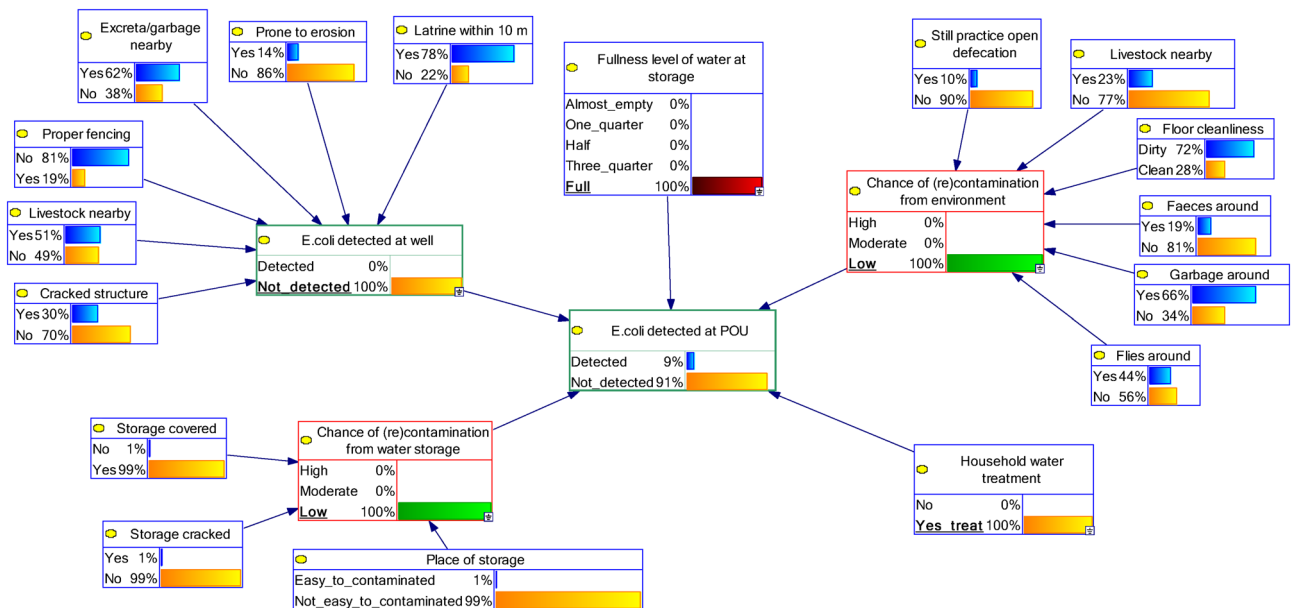 Excreta/garbage
nearby
Yes 62%
No 38%
Prone to erosion
Yes 14%
No 86%
Latrine within 10 m
Yes 78%
No 22%
Proper fencing
No 81%
Yes 19%
Livestock nearby
Yes 51%
No 49%
Cracked structure
Yes 30%
No 70%
E.coli detected at well
Detected 0%
Not_detected 100%
Fullness level of water at
storage
Almost_empty 0%
One_quarter 0%
Half 0%
Three_quarter 0%
Full 100%
Still practice open
defecation
Yes 10%
No 90%
Livestock nearby
Yes 23%
No 77%
Floor cleanliness
Dirty 72%
Clean 28%
Chance of (re)contamination
from environment
High 0%
Moderate 0%
Low 100%
Faeces around
Yes 19%
No 81%
Garbage around
Yes 66%
No 34%
Flies around
Yes 44%
No 56%
E.coli detected at POU
Detected 9%
Not_detected 91%
Storage covered
No 1%
Yes 99%
Chance of (re)contamination
from water storage
High 0%
Moderate 0%
Low 100%
Storage cracked
Yes 1%
No 99%
Place of storage
Easy_to_contaminated 1%
Not_easy_to_contaminated 99%
Household water
treatment
No 0%
Yes_treat 100%